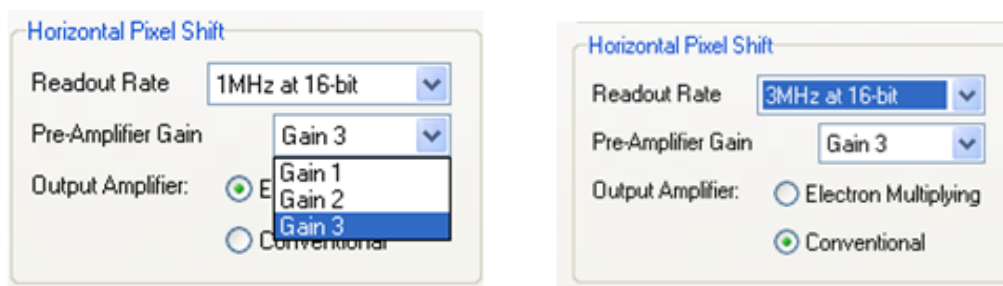 Horizontal Pixel Shift
Readout Rate 1MHz at 16-bit
Pre-Amplifier Gain Gain 3
Gain 1
Output Amplifier: E
Gain 2
Gain 3
Conventional
Horizontal Pixel Shift
Readout Rate 3MHz at 16-bit
Pre-Amplifier Gain Gain 3
Output Amplifier: Electron Multiplying
Conventional